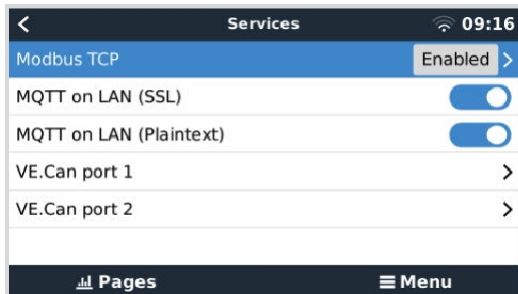 Services 09:16
Modbus TCP Enabled
MQTT on LAN (SSL)
MQTT on LAN (Plaintext)
VE.Can port 1
VE.Can port 2
Pages Menu